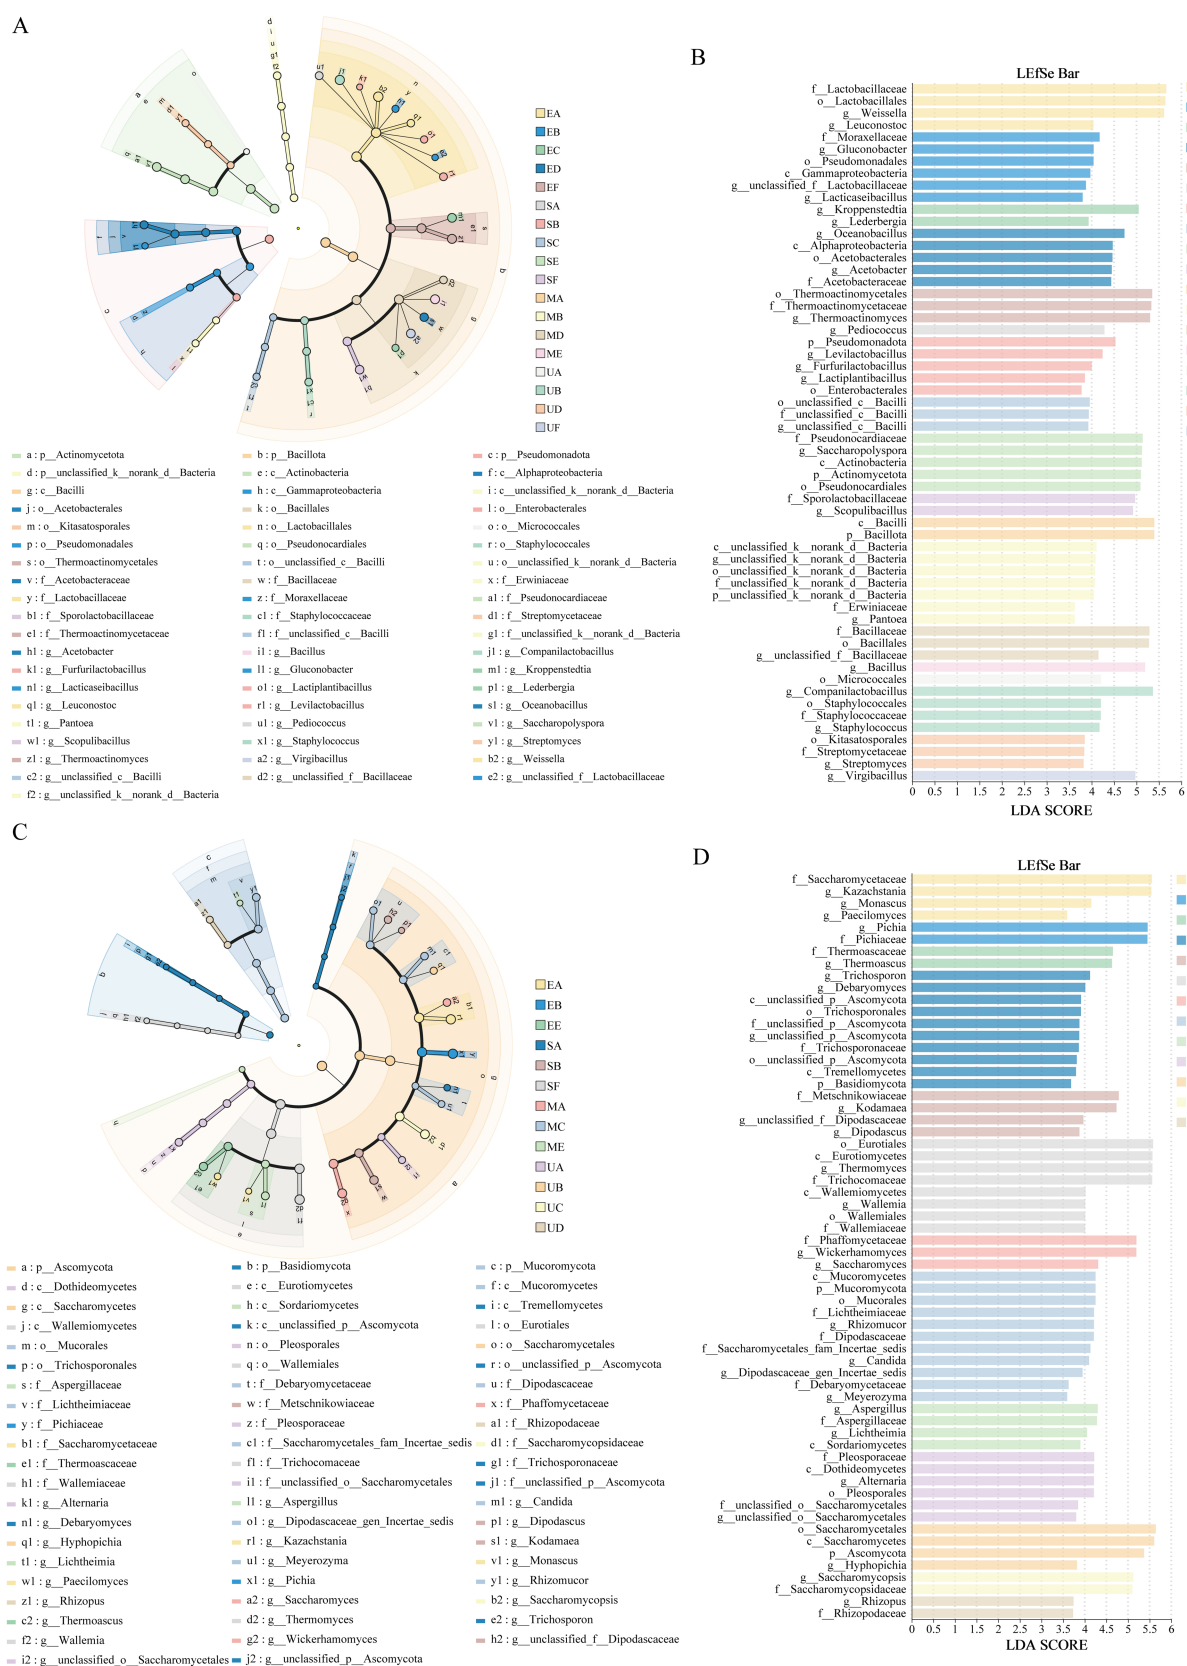 A
B
LEfSe Bar
f__Lactobacillaceae
o__Lactobacillales
g__Weissella
g__Leuconostoc
f__Moraxellaceae
g__Gluconobacter
o__Pseudomonadales
c__Gammaproteobacteria
g__unclassified_f__Lactobacillaceae
g__Lacticaseibacillus
g__Kroppenstedtia
g__Lederbergia
g__Oceanobacillus
c__Alphaproteobacteria
o__Acetobacterales
g__Acetobacter
f__Acetobacteraceae
o__Thermoactinomycetales
f__Thermoactinomycetaceae
g__Thermoactinomyces
g__Pediococcus
p__Pseudomonadota
g__Levilactobacillus
g__Furfurilactobacillus
g__Lactiplantibacillus
o__Enterobacterales
o__unclassified_c__Bacilli
f__unclassified_c__Bacilli
g__unclassified_c__Bacilli
f__Pseudonocardiaceae
g__Saccharopolyspora
c__Actinobacteria
p__Actinomycetota
o__Pseudonocardiales
f__Sporolactobacillaceae
g__Scopulibacillus
c__Bacilli
p__Bacillota
c__unclassified_k__norank_d__Bacteria
g__unclassified_k__norank_d__Bacteria
o__unclassified_k__norank_d__Bacteria
f__unclassified_k__norank_d__Bacteria
p__unclassified_k__norank_d__Bacteria
f__Erwiniaceae
g__Pantoea
f__Bacillaceae
o__Bacillales
g__unclassified_f__Bacillaceae
g__Bacillus
o__Micrococcales
g__Companilactobacillus
o__Staphylococcales
f__Staphylococcaceae
g__Staphylococcus
o__Kitasatosporales
f__Streptomycetaceae
g__Streptomyces
g__Virgibacillus
0 0.5 1 1.5 2 2.5 3 3.5 4 4.5 5 5.5 6
LDA SCORE
EA
EB
EC
ED
EF
SA
SB
SC
SE
SF
MA
MB
MD
ME
UA
UB
UD
UF
a : p__Actinomycetota b : p__Bacillota c : p__Pseudomonadota
d : p__unclassified_k__norank_d__Bacteria e : c__Actinobacteria f : c__Alphaproteobacteria
g : c__Bacilli h : c__Gammaproteobacteria i : c__unclassified_k__norank_d__Bacteria
j : o__Acetobacterales k : o__Bacillales l : o__Enterobacterales
m : o__Kitasatosporales n : o__Lactobacillales o : o__Micrococcales
p : o__Pseudomonadales q : o__Pseudonocardiales r : o__Staphylococcales
s : o__Thermoactinomycetales t : o__unclassified_c__Bacilli u : o__unclassified_k__norank_d__Bacteria
v : f__Acetobacteraceae w : f__Bacillaceae x : f__Erwiniaceae
y : f__Lactobacillaceae z : f__Moraxellaceae a1 : f__Pseudonocardiaceae
b1 : f__Sporolactobacillaceae c1 : f__Staphylococcaceae d1 : f__Streptomycetaceae
e1 : f__Thermoactinomycetaceae f1 : f__unclassified_c__Bacilli g1 : f__unclassified_k__norank_d__Bacteria
h1 : g__Acetobacter i1 : g__Bacillus j1 : g__Companilactobacillus
k1 : g__Furfurilactobacillus l1 : g__Gluconobacter m1 : g__Kroppenstedtia
n1 : g__Lacticaseibacillus o1 : g__Lactiplantibacillus p1 : g__Lederbergia
q1 : g__Leuconostoc r1 : g__Levilactobacillus s1 : g__Oceanobacillus
t1 : g__Pantoea u1 : g__Pediococcus v1 : g__Saccharopolyspora
w1 : g__Scopulibacillus x1 : g__Staphylococcus y1 : g__Streptomyces
z1 : g__Thermoactinomyces a2 : g__Virgibacillus b2 : g__Weissella
c2 : g__unclassified_c__Bacilli d2 : g__unclassified_f__Bacillaceae e2 : g__unclassified_f__Lactobacillaceae
f2 : g__unclassified_k__norank_d__Bacteria
C
D
LEfSe Bar
f__Saccharomycetaceae
g__Kazachstania
g__Monascus
g__Paecilomyces
g__Pichia
f__Pichiaceae
f__Thermoascaceae
g__Thermoascus
g__Trichosporon
g__Debaryomyces
c__unclassified_p__Ascomycota
o__Trichosporonales
f__unclassified_p__Ascomycota
g__unclassified_p__Ascomycota
f__Trichosporonaceae
o__unclassified_p__Ascomycota
c__Tremellomycetes
p__Basidiomycota
f__Metschnikowiaceae
g__Kodamaea
g__unclassified_f__Dipodascaceae
g__Dipodascus
o__Eurotiales
c__Eurotiomycetes
g__Thermomyces
f__Trichocomaceae
c__Wallemiomycetes
g__Wallemia
o__Wallemiales
f__Wallemiaceae
f__Phaffomycetaceae
g__Wickerhamomyces
g__Saccharomyces
c__Mucoromycetes
p__Mucoromycota
o__Mucorales
f__Lichtheimiaceae
g__Rhizomucor
f__Dipodascaceae
f__Saccharomycetales_fam_Incertae_sedis
g__Candida
g__Dipodascaceae_gen_Incertae_sedis
f__Debaryomycetaceae
g__Meyerozyma
g__Aspergillus
f__Aspergillaceae
g__Lichtheimia
c__Sordariomycetes
f__Pleosporaceae
c__Dothideomycetes
g__Alternaria
o__Pleosporales
f__unclassified_o__Saccharomycetales
g__unclassified_o__Saccharomycetales
o__Saccharomycetales
c__Saccharomycetes
p__Ascomycota
g__Hyphopichia
g__Saccharomycopsis
f__Saccharomycopsidaceae
g__Rhizopus
f__Rhizopodaceae
0 0.5 1 1.5 2 2.5 3 3.5 4 4.5 5 5.5 6
LDA SCORE
EA
EB
EE
SA
SB
SF
MA
MC
ME
UA
UB
UC
UD
a : p__Ascomycota b : p__Basidiomycota c : p__Mucoromycota
d : c__Dothideomycetes e : c__Eurotiomycetes f : c__Mucoromycetes
g : c__Saccharomycetes h : c__Sordariomycetes i : c__Tremellomycetes
j : c__Wallemiomycetes k : c__unclassified_p__Ascomycota l : o__Eurotiales
m : o__Mucorales n : o__Pleosporales o : o__Saccharomycetales
p : o__Trichosporonales q : o__Wallemiales r : o__unclassified_p__Ascomycota
s : f__Aspergillaceae t : f__Debaryomycetaceae u : f__Dipodascaceae
v : f__Lichtheimiaceae w : f__Metschnikowiaceae x : f__Phaffomycetaceae
y : f__Pichiaceae z : f__Pleosporaceae a1 : f__Rhizopodaceae
b1 : f__Saccharomycetaceae c1 : f__Saccharomycetales_fam_Incertae_sedis d1 : f__Saccharomycopsidaceae
e1 : f__Thermoascaceae f1 : f__Trichocomaceae g1 : f__Trichosporonaceae
h1 : f__Wallemiaceae i1 : f__unclassified_o__Saccharomycetales j1 : f__unclassified_p__Ascomycota
k1 : g__Alternaria l1 : g__Aspergillus m1 : g__Candida
n1 : g__Debaryomyces o1 : g__Dipodascaceae_gen_Incertae_sedis p1 : g__Dipodascus
q1 : g__Hyphopichia r1 : g__Kazachstania s1 : g__Kodamaea
t1 : g__Lichtheimia u1 : g__Meyerozyma v1 : g__Monascus
w1 : g__Paecilomyces x1 : g__Pichia y1 : g__Rhizomucor
z1 : g__Rhizopus a2 : g__Saccharomyces b2 : g__Saccharomycopsis
c2 : g__Thermoascus d2 : g__Thermomyces e2 : g__Trichosporon
f2 : g__Wallemia g2 : g__Wickerhamomyces h2 : g__unclassified_f__Dipodascaceae
i2 : g__unclassified_o__Saccharomycetales j2 : g__unclassified_p__Ascomycota